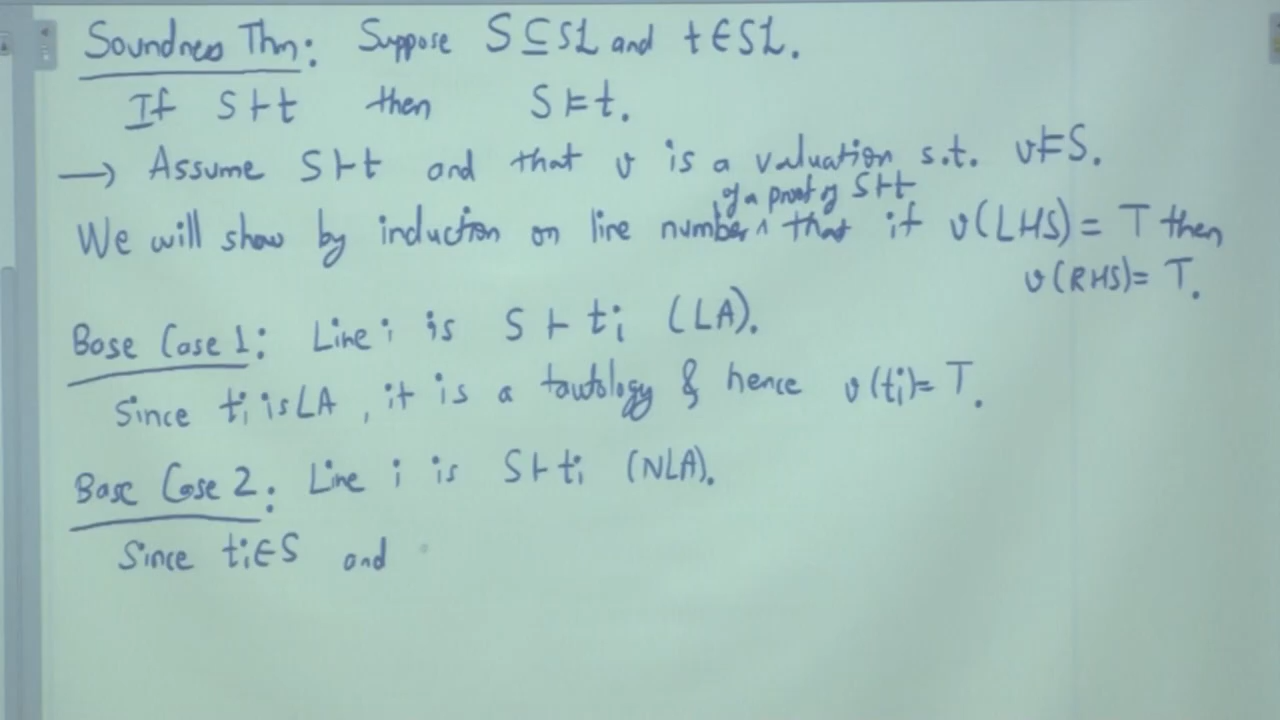 Soundness Thm: Suppose S ⊆ SL and t ∈ SL.
If S ⊢ t then S ⊨ t.
→ Assume S ⊢ t and that v is a valuation s.t. v ⊨ S.
of a proof of S ⊢ t
We will show by induction on line number ^ that if v(LHS) = T then
v(RHS) = T.
Base Case 1: Line i is S ⊢ tᵢ (LA).
Since tᵢ is LA, it is a tautology & hence v(tᵢ) = T.
Base Case 2: Line i is S ⊢ tᵢ (NLA).
Since tᵢ ∈ S and